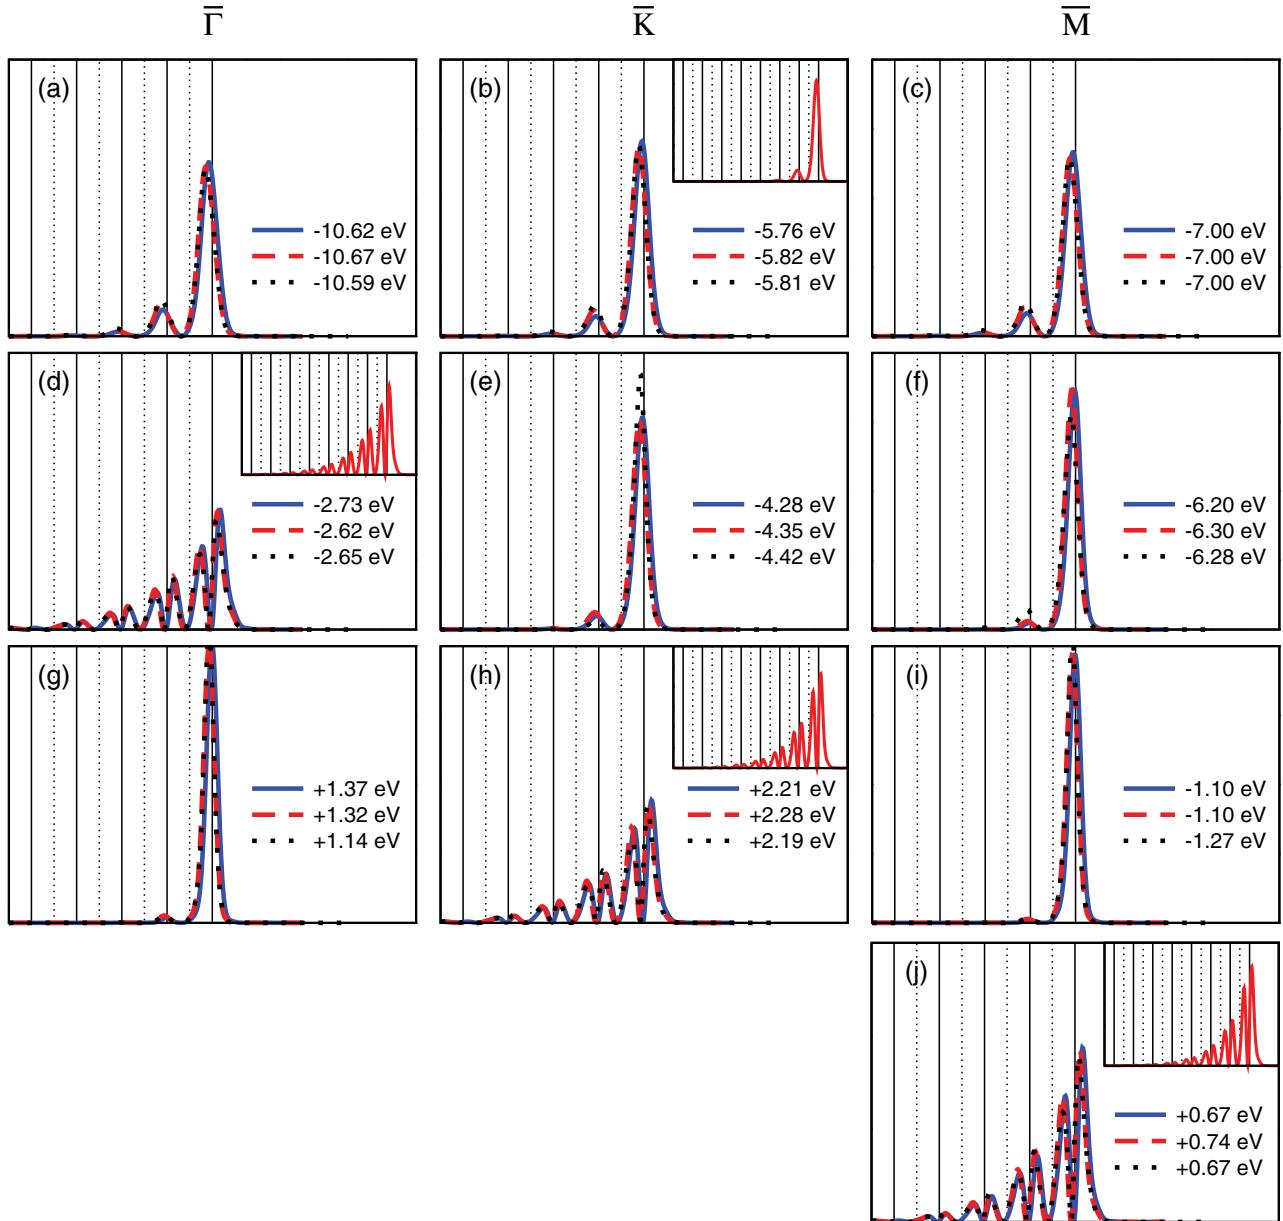 Γ̅ K̅ M̅
(a)
-10.62 eV
-10.67 eV
-10.59 eV
(b)
-5.76 eV
-5.82 eV
-5.81 eV
(c)
-7.00 eV
-7.00 eV
-7.00 eV
(d)
-2.73 eV
-2.62 eV
-2.65 eV
(e)
-4.28 eV
-4.35 eV
-4.42 eV
(f)
-6.20 eV
-6.30 eV
-6.28 eV
(g)
+1.37 eV
+1.32 eV
+1.14 eV
(h)
+2.21 eV
+2.28 eV
+2.19 eV
(i)
-1.10 eV
-1.10 eV
-1.27 eV
(j)
+0.67 eV
+0.74 eV
+0.67 eV